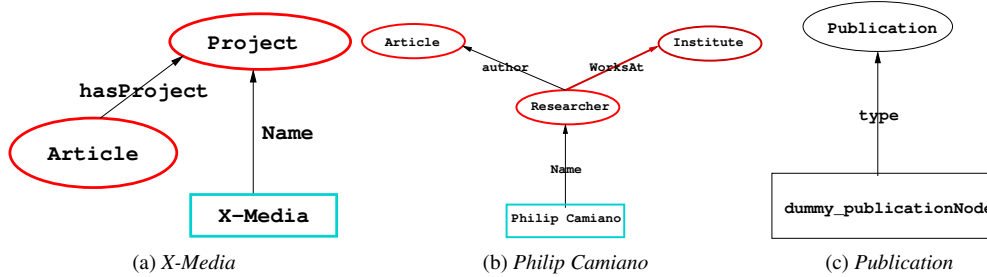 Project
hasProject
Article
Name
X-Media
(a) X-Media
Article
Institute
author
WorksAt
Researcher
Name
Philip Camiano
(b) Philip Camiano
Publication
type
dummy_publicationNode
(c) Publication